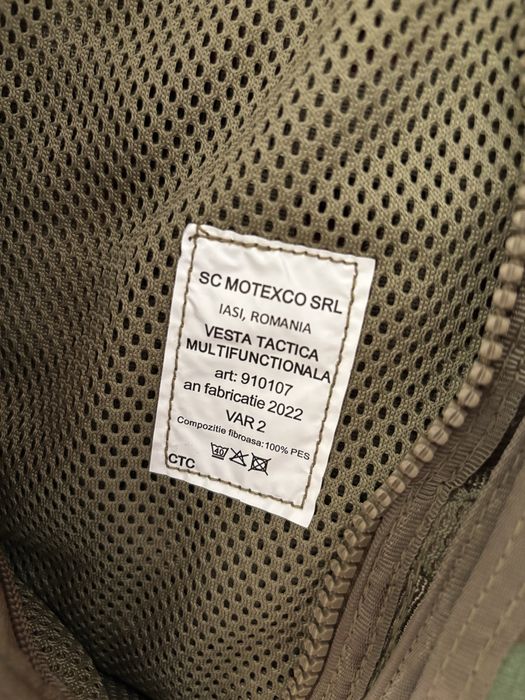 SC MOTEXCO SRL
IASI, ROMANIA
VESTA TACTICA
MULTIFUNCTIONALA
art: 910107
an fabricatie 2022
VAR 2
Compozitie fibroasa:100% PES
40
CTC